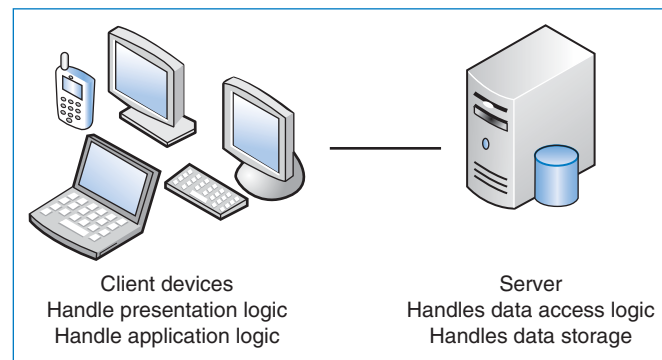 Client devices
Handle presentation logic
Handle application logic
Server
Handles data access logic
Handles data storage